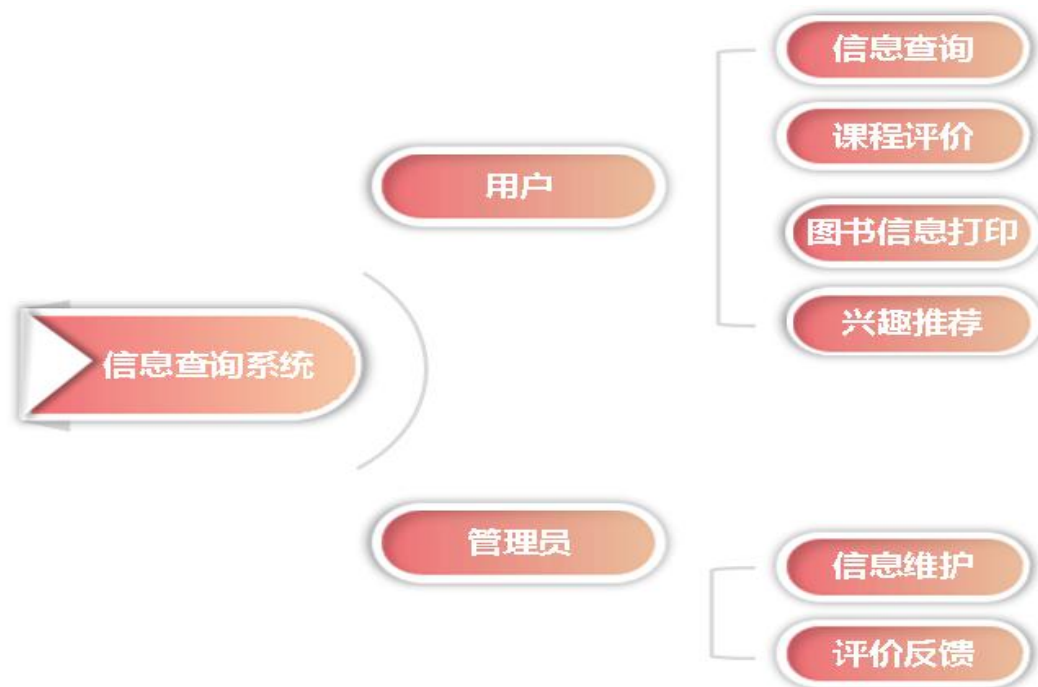 信息查询系统
用户
信息查询
课程评价
图书信息打印
兴趣推荐
管理员
信息维护
评价反馈